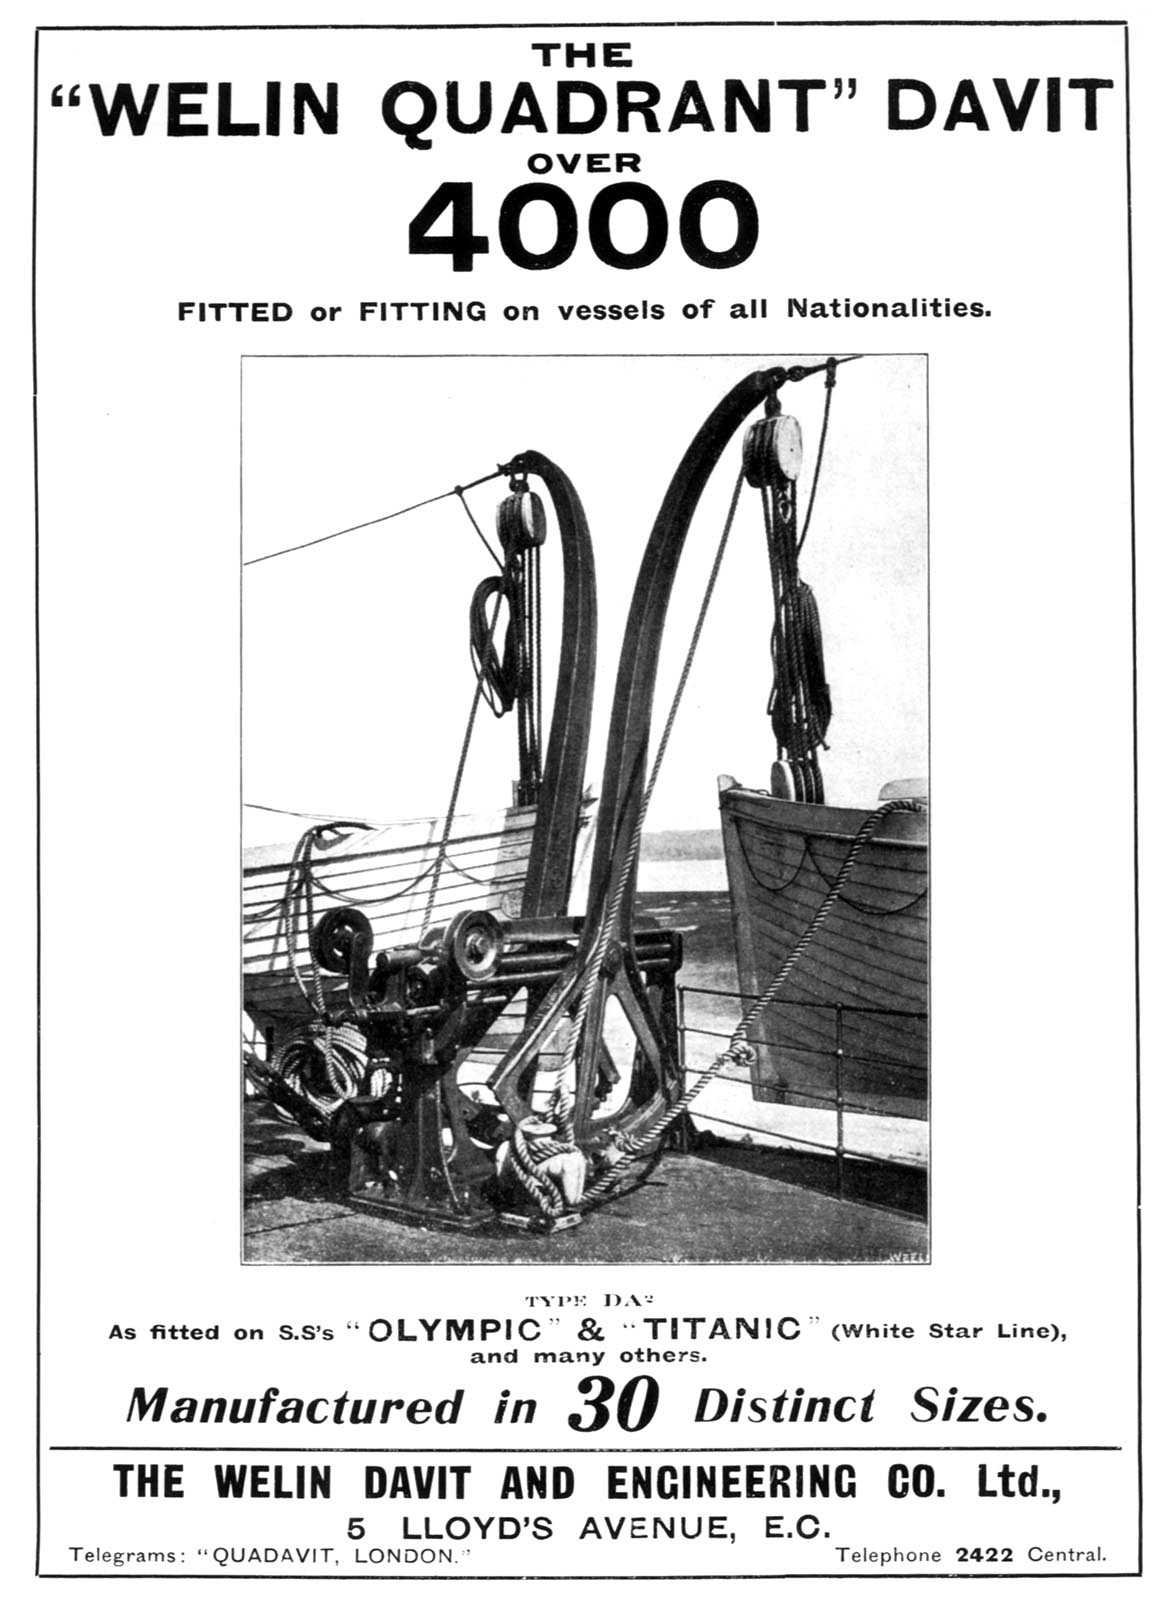 THE
“WELIN QUADRANT” DAVIT
OVER
4000
FITTED or FITTING on vessels of all Nationalities.
TYPE DA2
As fitted on S.S's “OLYMPIC” & “TITANIC” (White Star Line),
and many others.
Manufactured in 30 Distinct Sizes.
THE WELIN DAVIT AND ENGINEERING CO. Ltd.,
5 LLOYD'S AVENUE, E.C.
Telegrams: “QUADAVIT, LONDON.” Telephone 2422 Central.